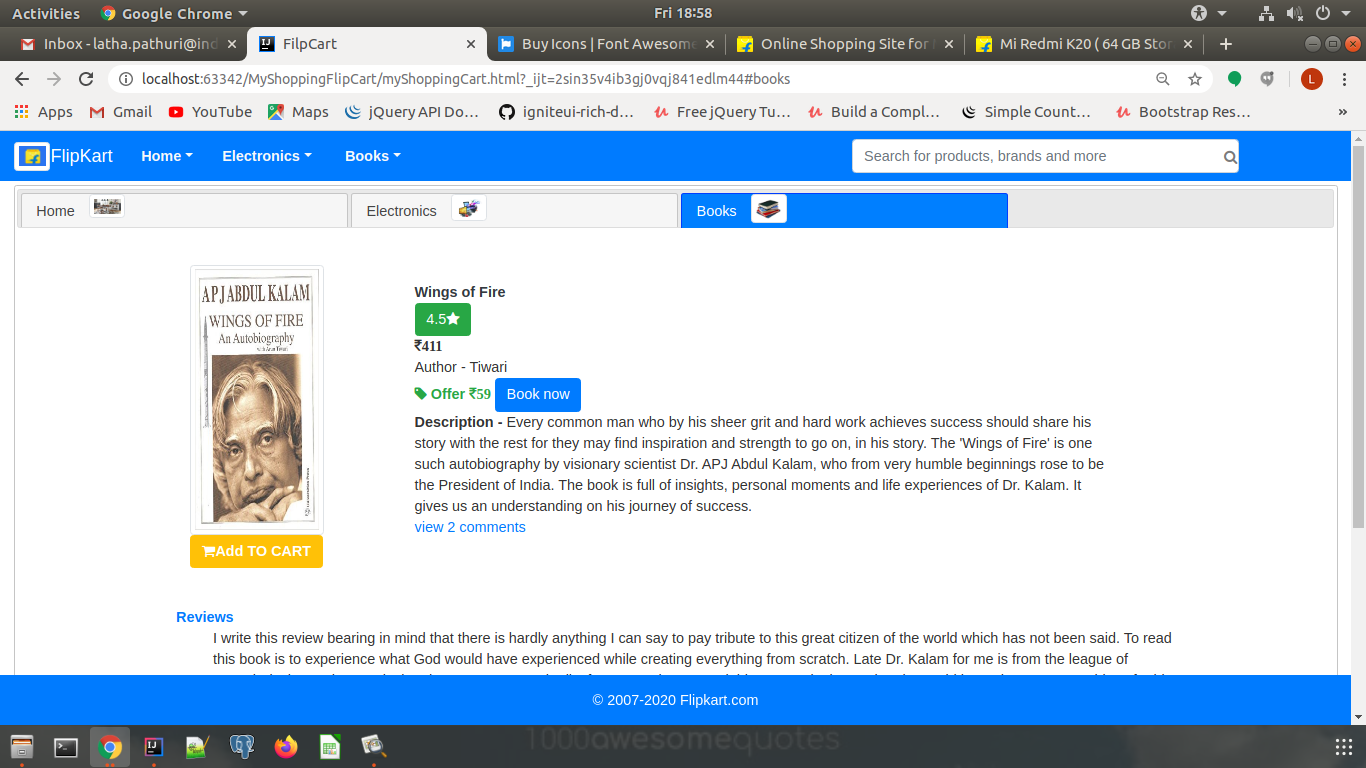 Activities Google Chrome Fri 18:58
Inbox - latha.pathuri@ind FilpCart Buy Icons | Font Awesome Online Shopping Site for Mi Redmi K20 ( 64 GB Stor
localhost:63342/MyShoppingFlipCart/myShoppingCart.html?_ijt=2sin35v4ib3gj0vqj841edlm44#books L
Apps Gmail YouTube Maps jQuery API Do… igniteui-rich-d… Free jQuery Tu… Build a Compl… Simple Count… Bootstrap Res… »
FlipKart Home Electronics Books Search for products, brands and more
Home Electronics Books
A P J ABDUL KALAM
WINGS OF FIRE
An Autobiography
with Arun Tiwari
Add TO CART
Wings of Fire
4.5
₹411
Author - Tiwari
Offer ₹59 Book now
Description - Every common man who by his sheer grit and hard work achieves success should share his
story with the rest for they may find inspiration and strength to go on, in his story. The 'Wings of Fire' is one
such autobiography by visionary scientist Dr. APJ Abdul Kalam, who from very humble beginnings rose to be
the President of India. The book is full of insights, personal moments and life experiences of Dr. Kalam. It
gives us an understanding on his journey of success.
view 2 comments
Reviews
I write this review bearing in mind that there is hardly anything I can say to pay tribute to this great citizen of the world which has not been said. To read
this book is to experience what God would have experienced while creating everything from scratch. Late Dr. Kalam for me is from the league of
© 2007-2020 Flipkart.com
1000awesomequotes